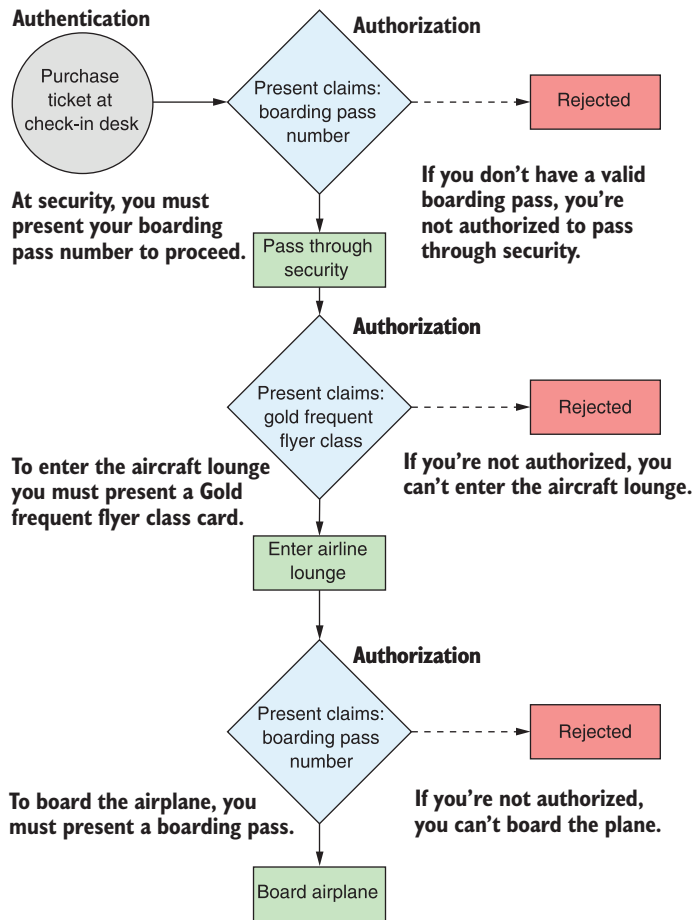 Authentication
Purchase
ticket at
check-in desk
Authorization
Present claims:
boarding pass
number
Rejected
At security, you must
present your boarding
pass number to proceed.
If you don’t have a valid
boarding pass, you’re
not authorized to pass
through security.
Pass through
security
Authorization
Present claims:
gold frequent
flyer class
Rejected
To enter the aircraft lounge
you must present a Gold
frequent flyer class card.
If you’re not authorized, you
can’t enter the aircraft lounge.
Enter airline
lounge
Authorization
Present claims:
boarding pass
number
Rejected
To board the airplane, you
must present a boarding pass.
If you’re not authorized,
you can’t board the plane.
Board airplane